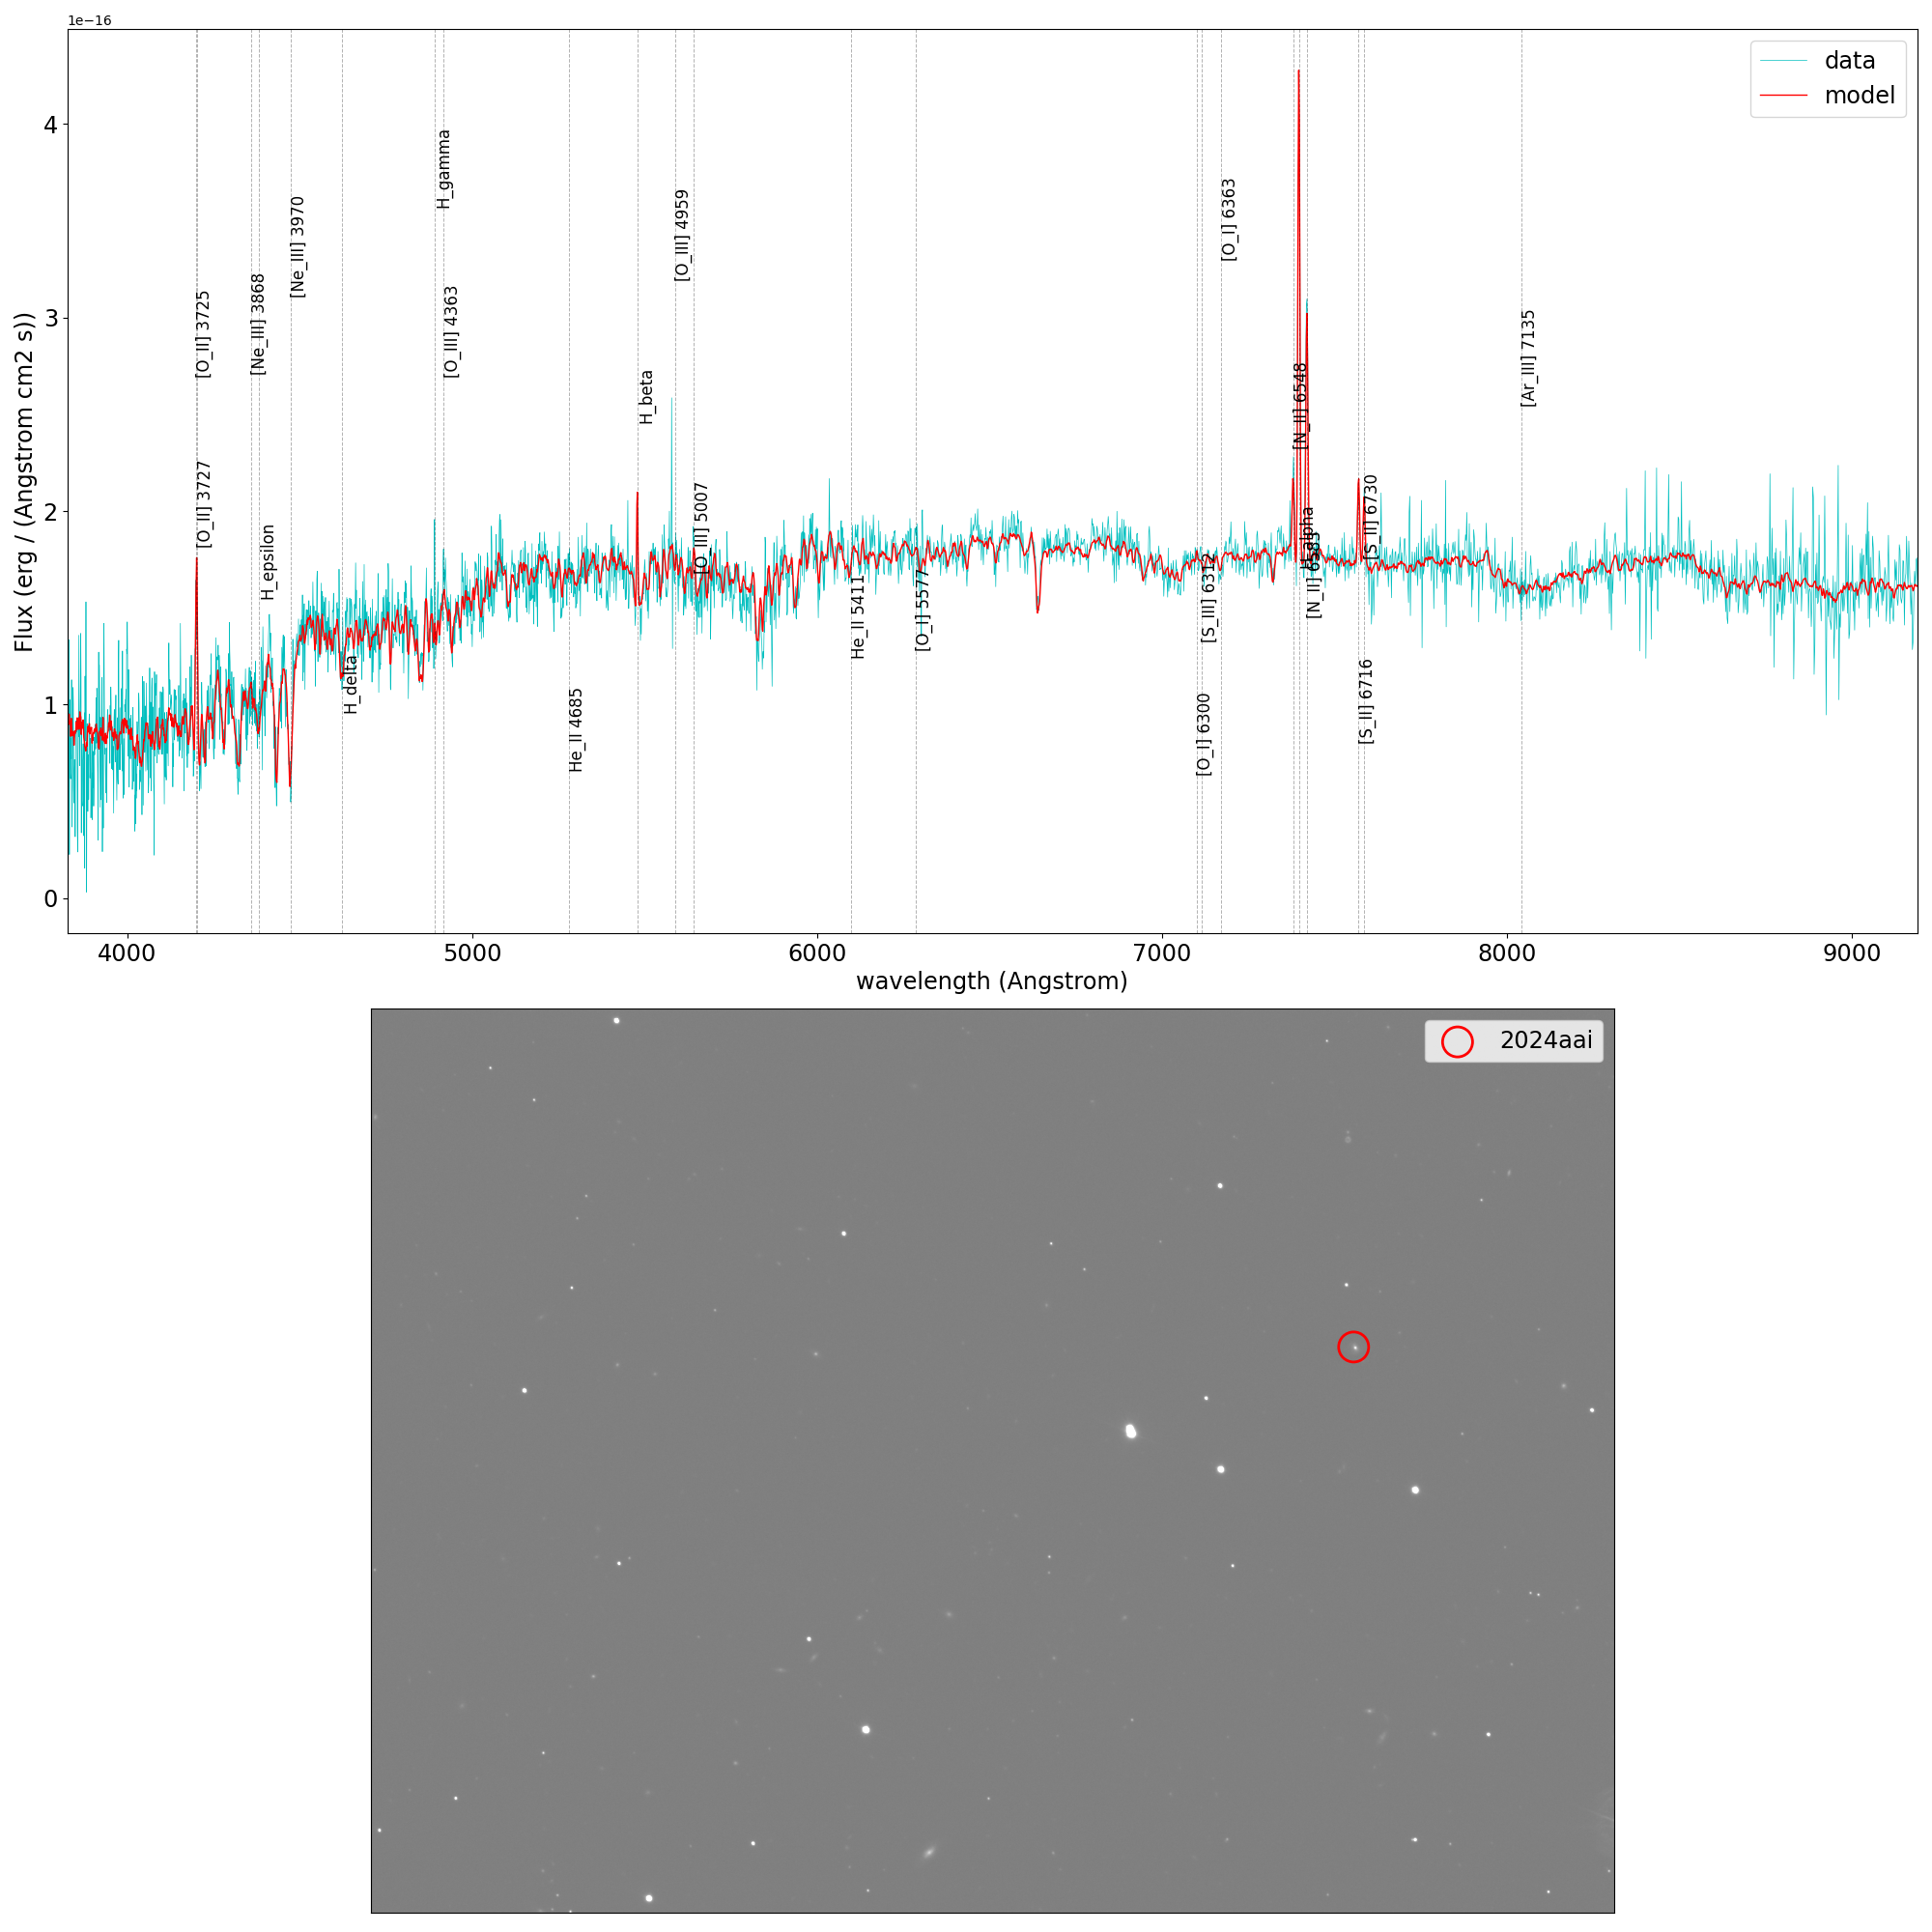 1e−16
data
model
Flux (erg / (Angstrom cm2 s))
4
3
2
1
0
[O_II] 3725
[O_II] 3727
[Ne_III] 3868
H_epsilon
[Ne_III] 3970
H_delta
H_gamma
[O_III] 4363
He_II 4685
H_beta
[O_III] 4959
[O_III] 5007
He_II 5411
[O_I] 5577
[O_I] 6300
[S_III] 6312
[O_I] 6363
[N_II] 6548
H_alpha
[N_II] 6583
[S_II] 6716
[S_II] 6730
[Ar_III] 7135
4000
5000
6000
7000
8000
9000
wavelength (Angstrom)
2024aai